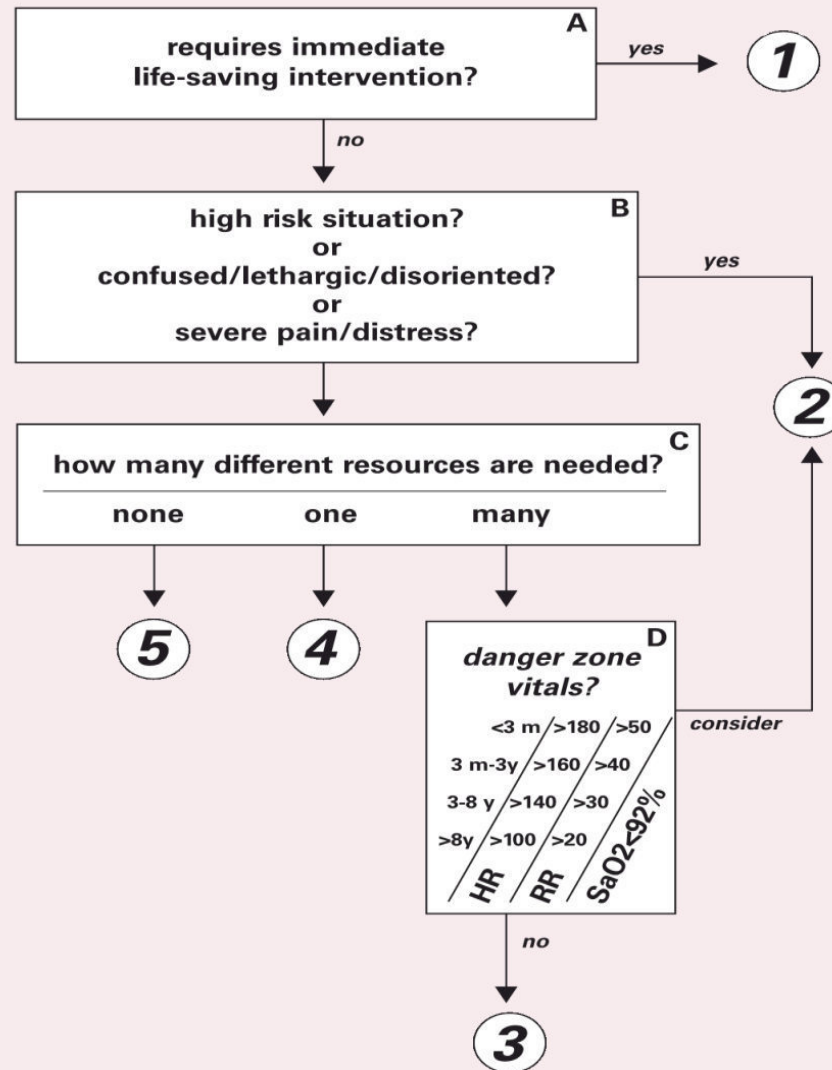 A
requires immediate
life-saving intervention?
yes
1
no
B
high risk situation?
or
confused/lethargic/disoriented?
or
severe pain/distress?
yes
2
C
how many different resources are needed?
none one many
5 4
D
danger zone
vitals?
<3 m >180 >50
3 m-3y >160 >40
3-8 y >140 >30
>8y >100 >20
HR RR SaO2<92%
consider
no
3